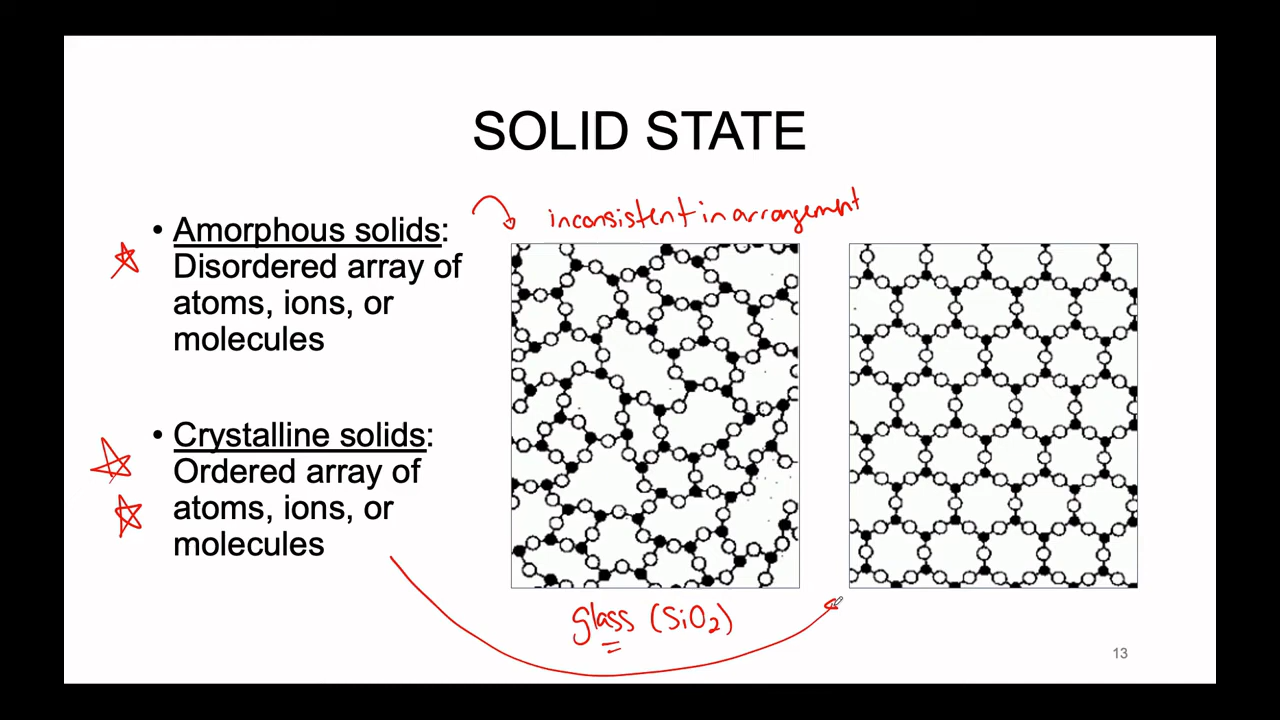 SOLID STATE
inconsistent in arrangement
• Amorphous solids:
Disordered array of
atoms, ions, or
molecules
• Crystalline solids:
Ordered array of
atoms, ions, or
molecules
glass (SiO₂)
13